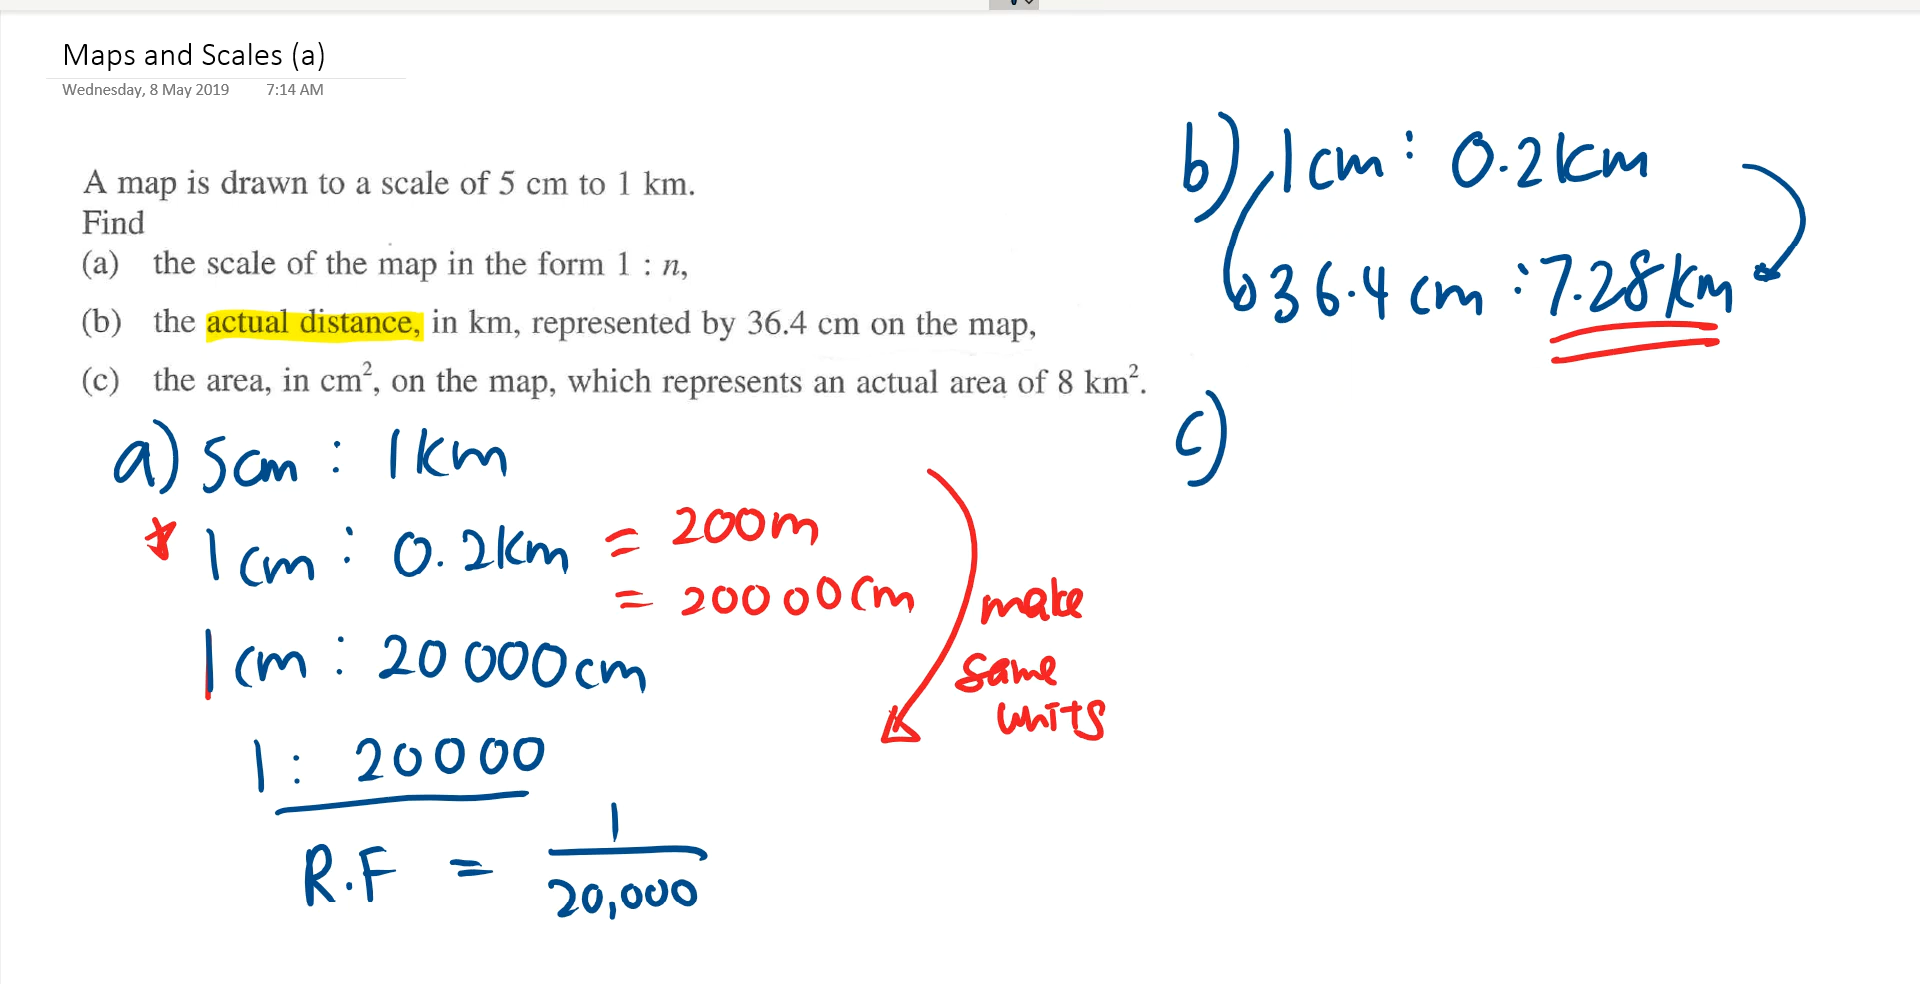 Maps and Scales (a)
Wednesday, 8 May 2019 7:14 AM
A map is drawn to a scale of 5 cm to 1 km.
Find
(a) the scale of the map in the form 1 : n,
(b) the actual distance, in km, represented by 36.4 cm on the map,
(c) the area, in cm², on the map, which represents an actual area of 8 km².
a) 5cm : 1km
* 1cm : 0.2km = 200m
= 20000cm
1cm : 20 000cm
1 : 20000
R.F = 1/20,000
make
same
units
b) 1cm : 0.2km
36.4cm : 7.28km
c)